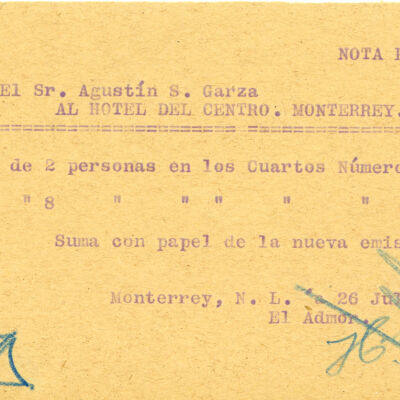 NOTA
El Sr. Agustín S. Garza
AL HOTEL DEL CENTRO. MONTERREY.
de 2 personas en los Cuartos Número
" 8 " " " " "
Suma con papel de la nueva emis
Monterrey, N. L. a 26 Jul
El Admor.